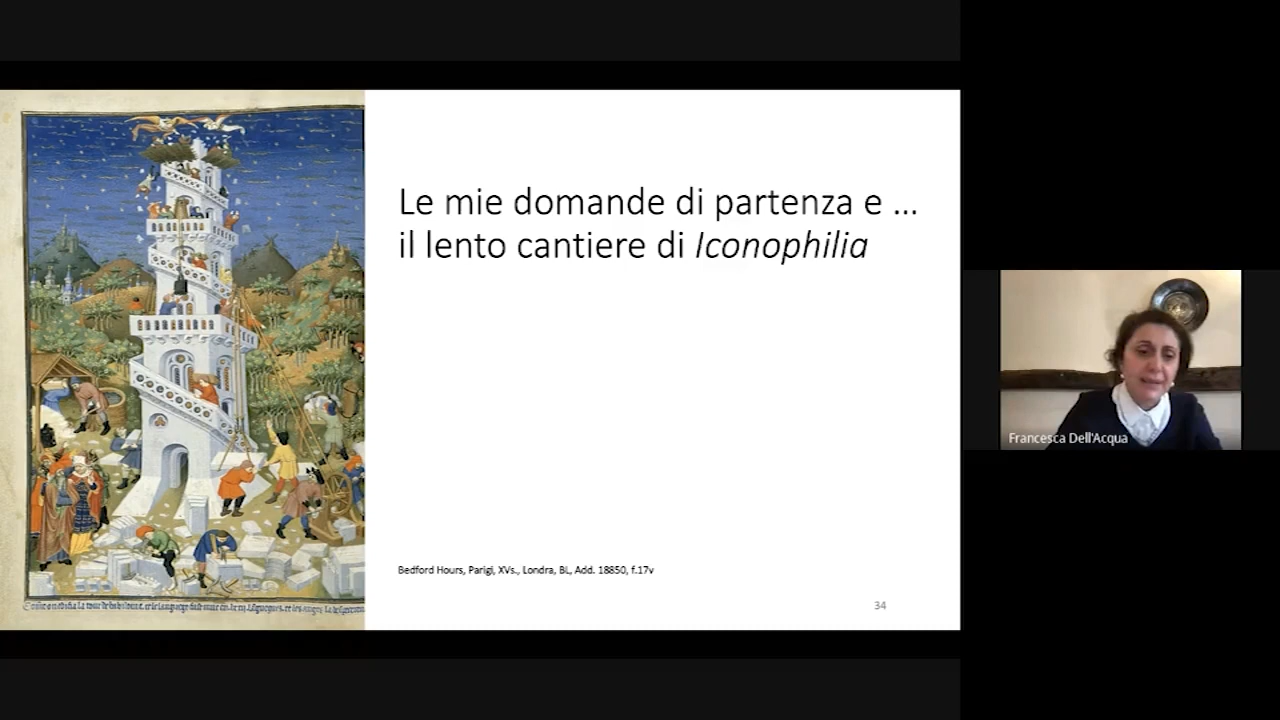 Le mie domande di partenza e ...
il lento cantiere di Iconophilia
Bedford Hours, Parigi, XVs., Londra, BL, Add. 18850, f.17v
34
Francesca Dell'Acqua